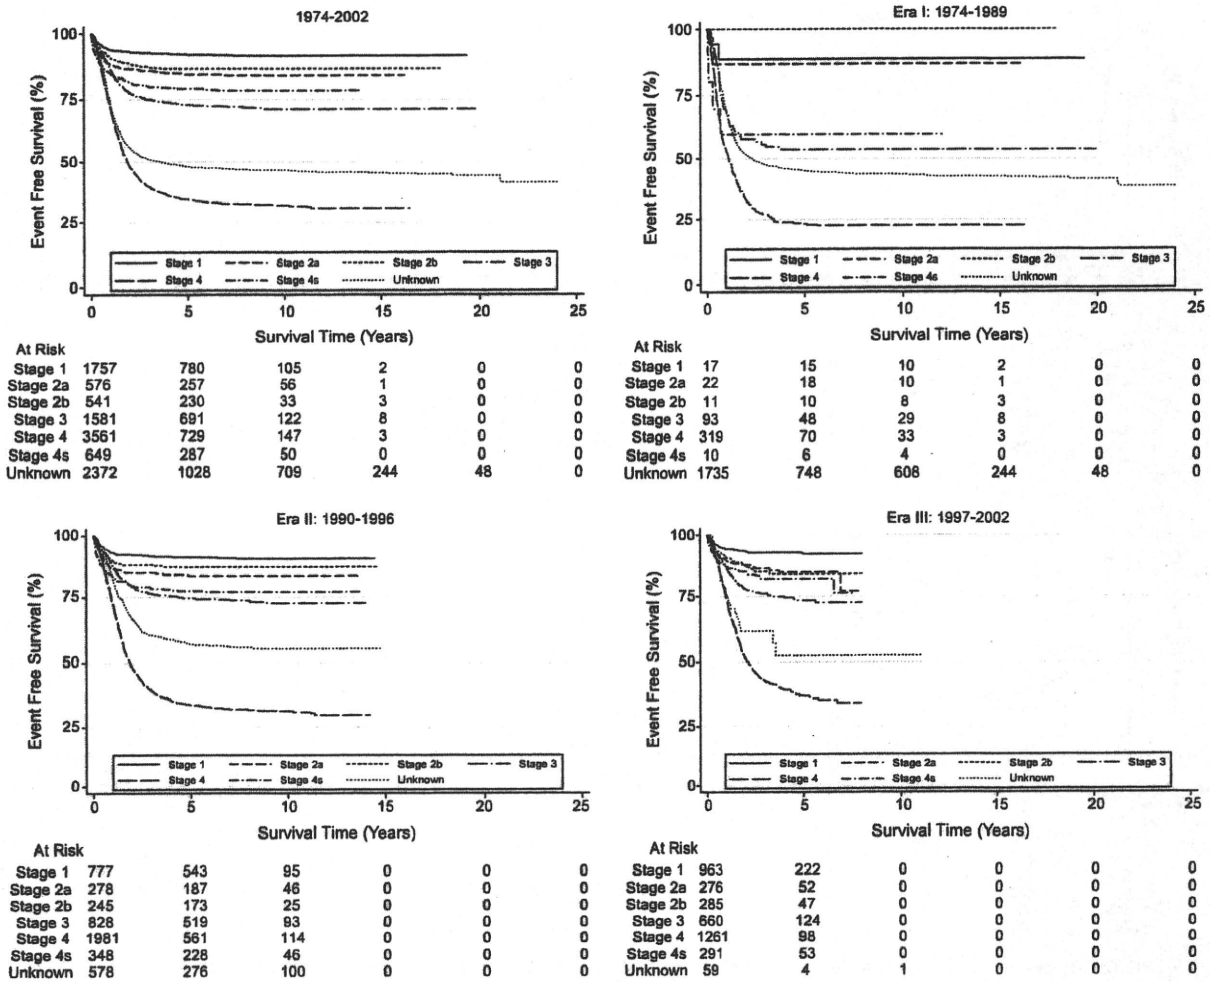 1974-2002
Event Free Survival (%)
100
75
50
25
0
Stage 1 Stage 2a Stage 2b Stage 3
Stage 4 Stage 4s Unknown
0 5 10 15 20 25
Survival Time (Years)
At Risk
Stage 1 1757 780 105 2 0 0
Stage 2a 576 257 56 1 0 0
Stage 2b 541 230 33 3 0 0
Stage 3 1581 691 122 8 0 0
Stage 4 3561 729 147 3 0 0
Stage 4s 649 287 50 0 0 0
Unknown 2372 1028 709 244 48 0
Era I: 1974-1989
Event Free Survival (%)
100
75
50
25
0
Stage 1 Stage 2a Stage 2b Stage 3
Stage 4 Stage 4s Unknown
0 5 10 15 20 25
Survival Time (Years)
At Risk
Stage 1 17 15 10 2 0 0
Stage 2a 22 18 10 1 0 0
Stage 2b 11 10 8 3 0 0
Stage 3 93 48 29 8 0 0
Stage 4 319 70 33 3 0 0
Stage 4s 10 6 4 0 0 0
Unknown 1735 748 608 244 48 0
Era II: 1990-1996
Event Free Survival (%)
100
75
50
25
0
Stage 1 Stage 2a Stage 2b Stage 3
Stage 4 Stage 4s Unknown
0 5 10 15 20 25
Survival Time (Years)
At Risk
Stage 1 777 543 95 0 0 0
Stage 2a 278 187 46 0 0 0
Stage 2b 245 173 25 0 0 0
Stage 3 828 519 93 0 0 0
Stage 4 1981 561 114 0 0 0
Stage 4s 348 228 46 0 0 0
Unknown 578 276 100 0 0 0
Era III: 1997-2002
Event Free Survival (%)
100
75
50
25
0
Stage 1 Stage 2a Stage 2b Stage 3
Stage 4 Stage 4s Unknown
0 5 10 15 20 25
Survival Time (Years)
At Risk
Stage 1 963 222 0 0 0 0
Stage 2a 276 52 0 0 0 0
Stage 2b 285 47 0 0 0 0
Stage 3 660 124 0 0 0 0
Stage 4 1261 98 0 0 0 0
Stage 4s 291 53 0 0 0 0
Unknown 59 4 1 0 0 0